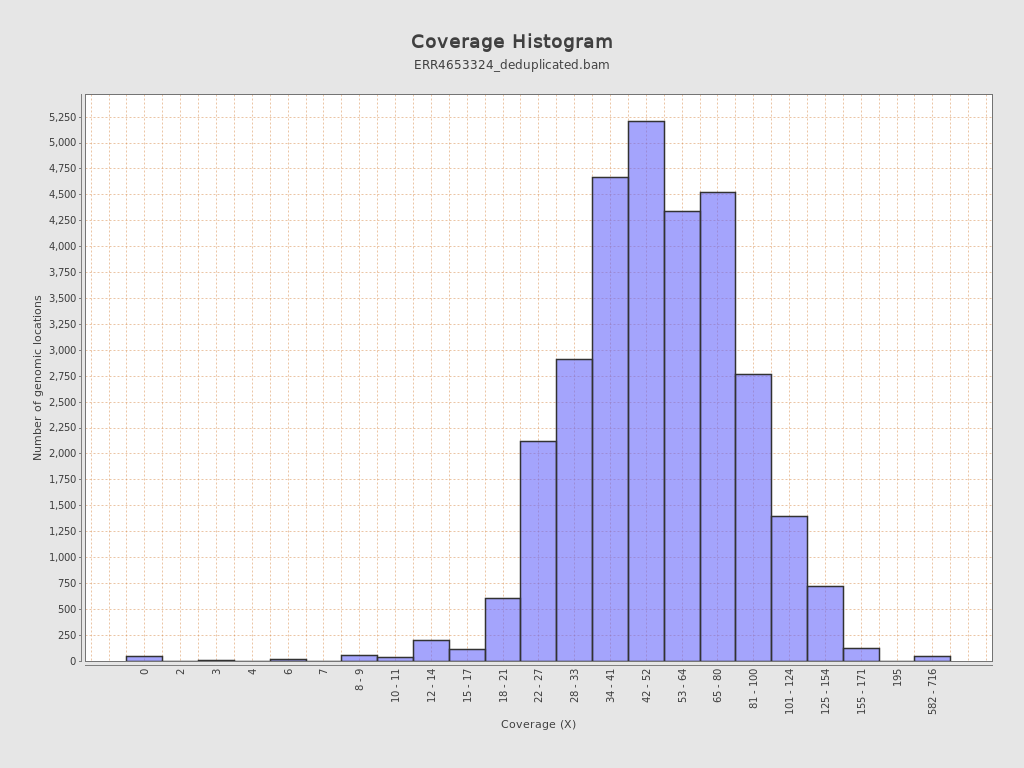 Coverage Histogram
ERR4653324_deduplicated.bam
Number of genomic locations
5,250
5,000
4,750
4,500
4,250
4,000
3,750
3,500
3,250
3,000
2,750
2,500
2,250
2,000
1,750
1,500
1,250
1,000
750
500
250
0
0
2
3
4
6
7
8 - 9
10 - 11
12 - 14
15 - 17
18 - 21
22 - 27
28 - 33
34 - 41
42 - 52
53 - 64
65 - 80
81 - 100
101 - 124
125 - 154
155 - 171
195
582 - 716
Coverage (X)